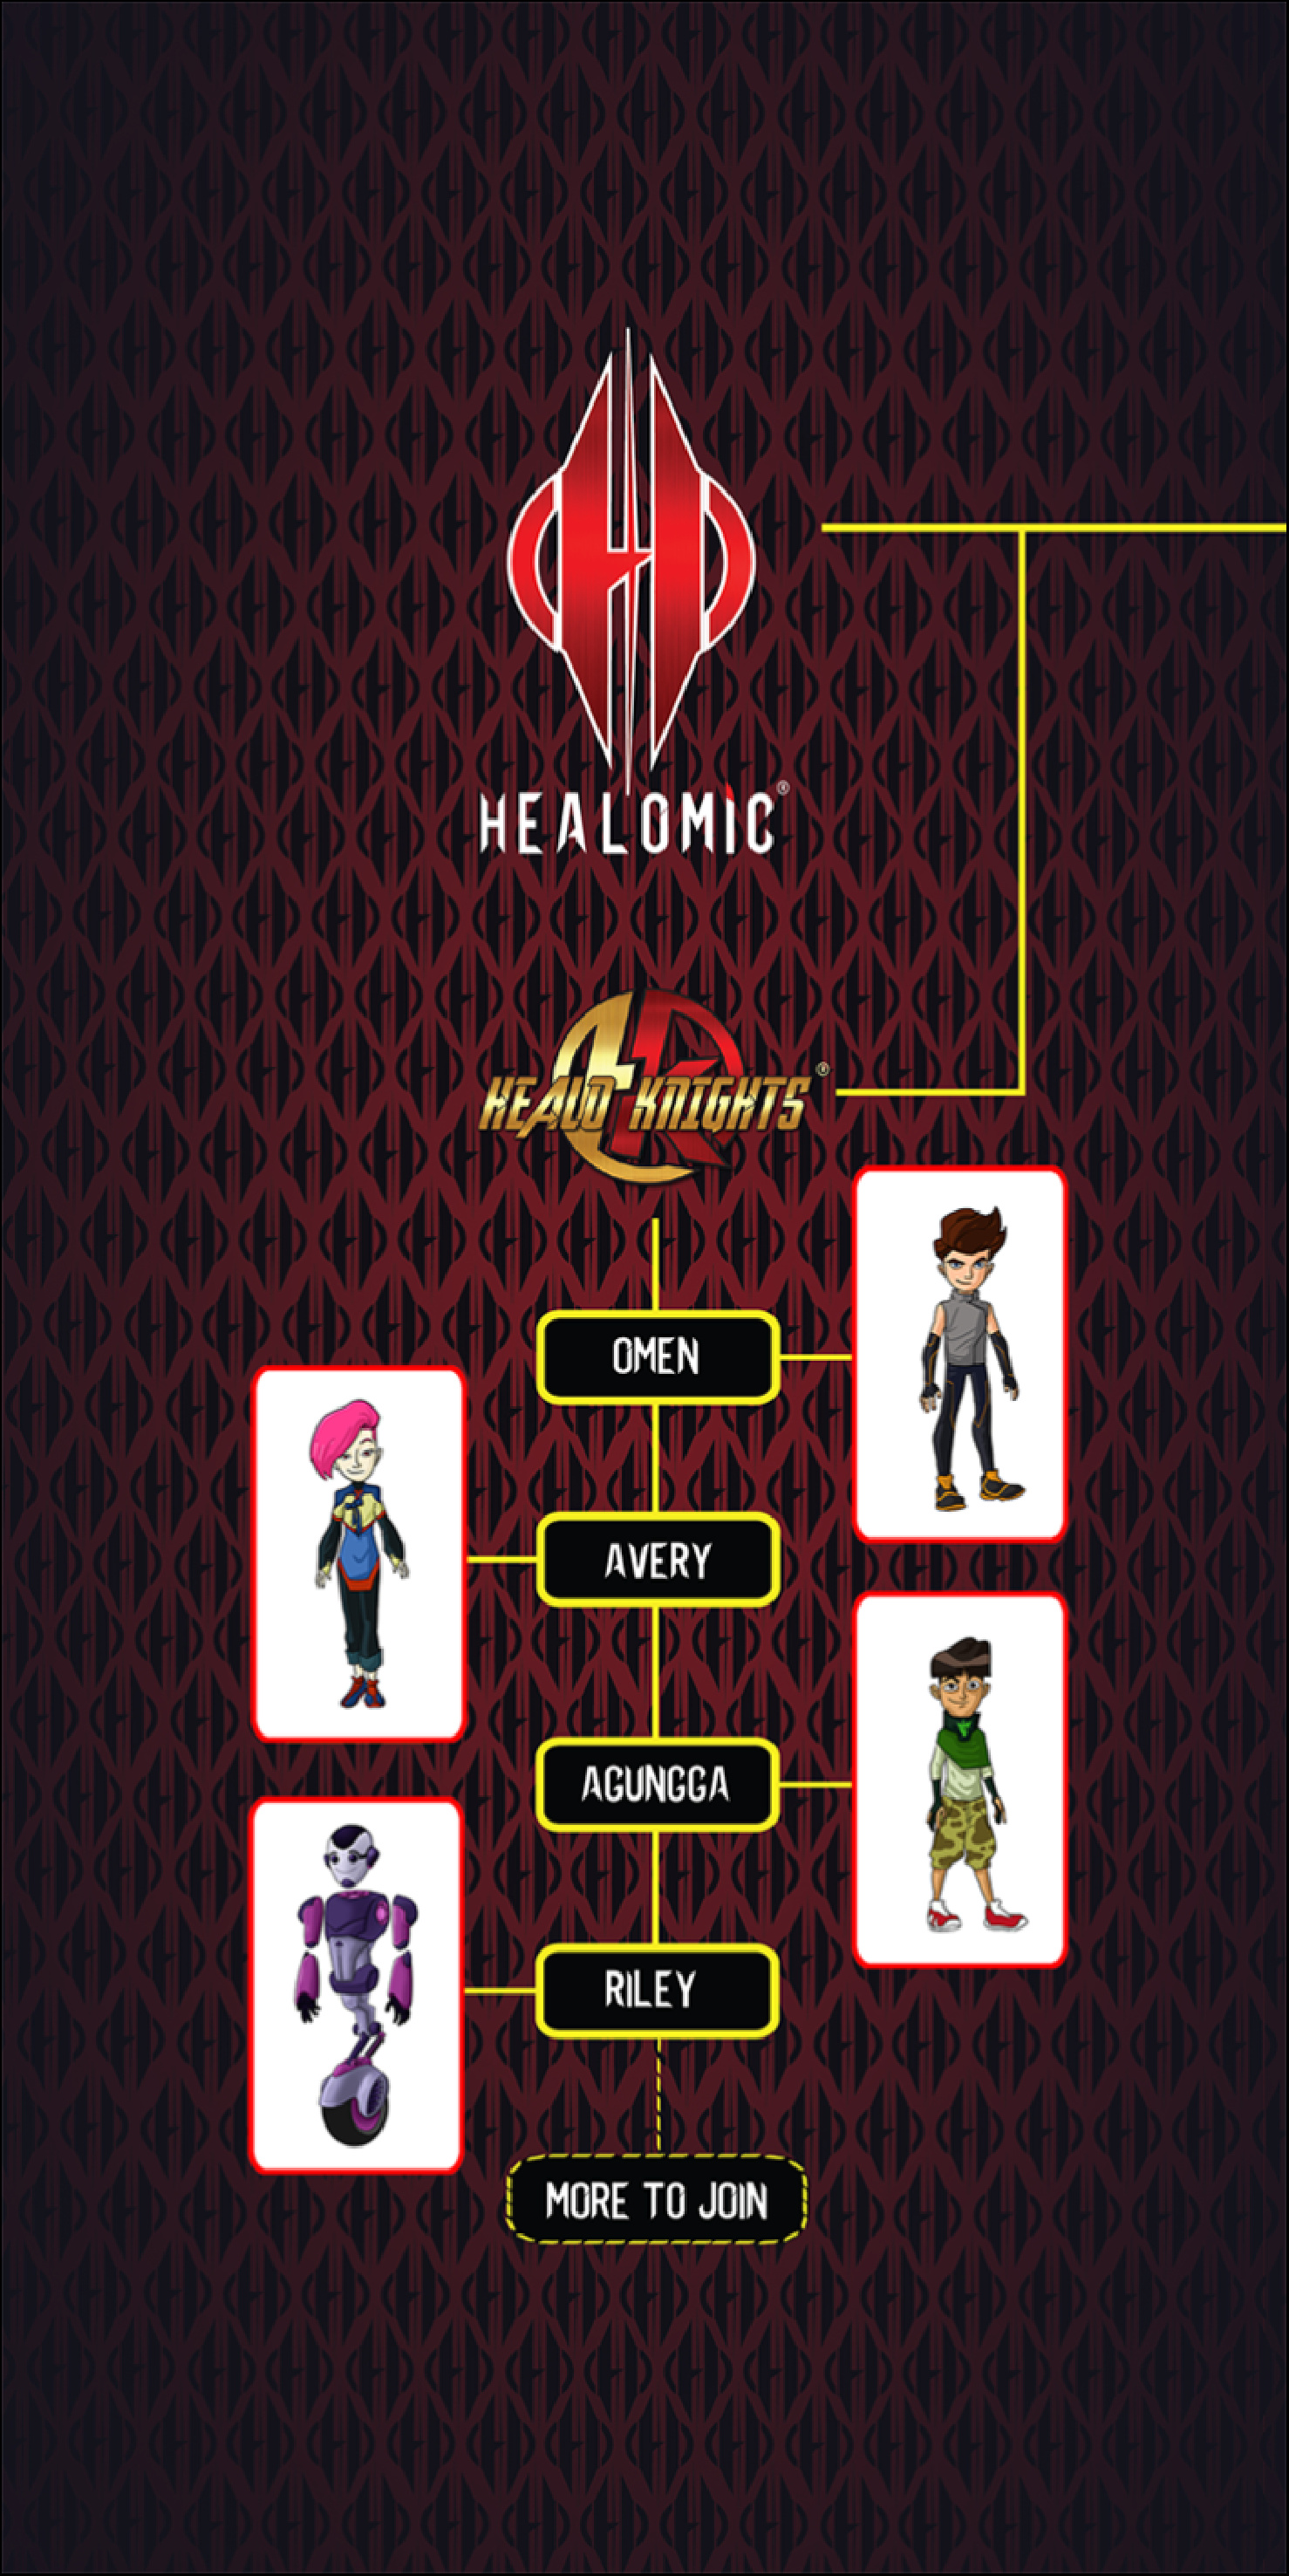 HEALOMIC®
HEALO KNIGHTS®
OMEN
AVERY
AGUNGGA
RILEY
MORE TO JOIN